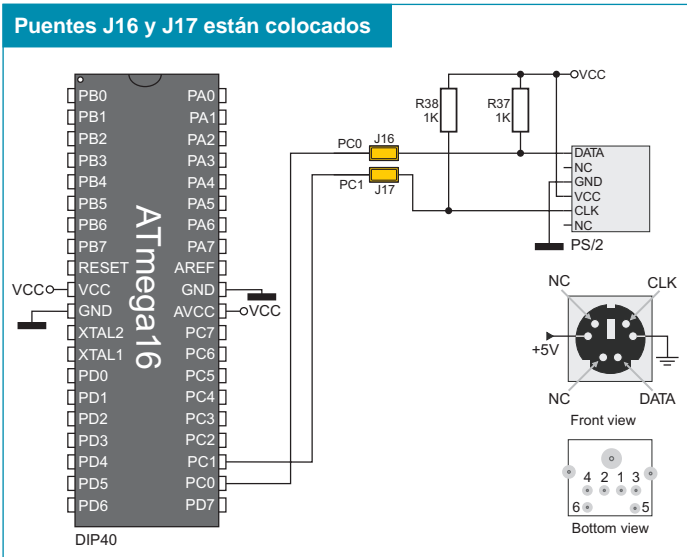 Puentes J16 y J17 están colocados
PB0 PA0
PB1 PA1
PB2 PA2
PB3 PA3
PB4 PA4
PB5 PA5
PB6 PA6
PB7 PA7
RESET AREF
VCC VCC GND
GND AVCC VCC
XTAL2 PC7
XTAL1 PC6
PD0 PC5
PD1 PC4
PD2 PC3
PD3 PC2
PD4 PC1
PD5 PC0
PD6 PD7
ATmega16
DIP40
VCC
R38
1K
R37
1K
PC0 J16
PC1 J17
DATA
NC
GND
VCC
CLK
NC
PS/2
NC CLK
+5V
NC DATA
Front view
4 2 1 3
6 5
Bottom view